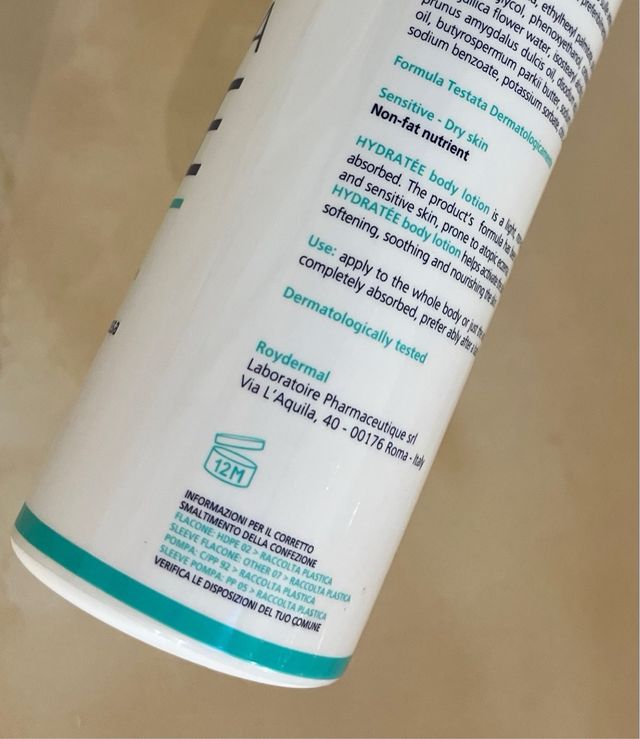 A
glycol, phenoxyethanol,
gallica flower water,
prunus amygdalus dulcis oil,
oil, butyrospermum parkii butter,
sodium benzoate, potassium sorbate,
Formula Testata Dermatologicamente
Sensitive - Dry skin
Non-fat nutrient
HYDRATÉE body lotion is a light
absorbed. The product's formula
and sensitive skin, prone to atopic
HYDRATÉE body lotion helps
softening, soothing and nourishing the
Use: apply to the whole body or just the
completely absorbed, prefer ably after a
Dermatologically tested
Roydermal
Laboratoire Pharmaceutique srl
Via L'Aquila, 40 - 00176 Roma - Italy
12M
INFORMAZIONI PER IL CORRETTO
SMALTIMENTO DELLA CONFEZIONE
FLACONE: HDPE 02 > RACCOLTA PLASTICA
SLEEVE FLACONE: OTHER 07 > RACCOLTA PLASTICA
POMPA: C/PP 92 > RACCOLTA PLASTICA
SLEEVE POMPA: PP 05 > RACCOLTA PLASTICA
VERIFICA LE DISPOSIZIONI DEL TUO COMUNE